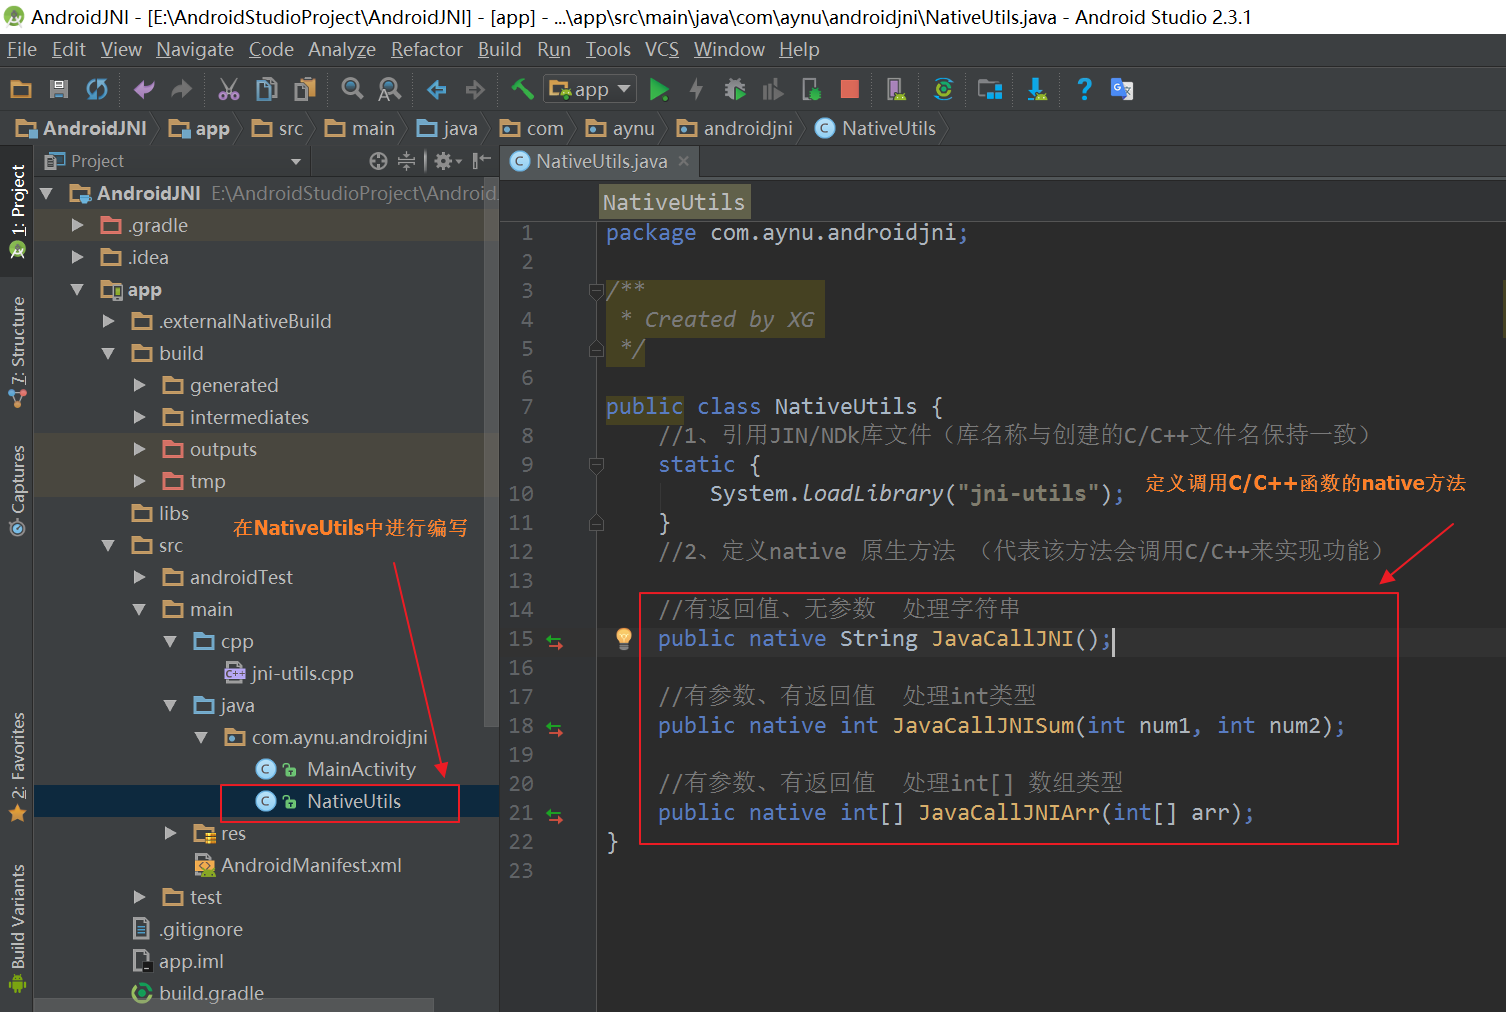 AndroidJNI - [E:\AndroidStudioProject\AndroidJNI] - [app] - ...\app\src\main\java\com\aynu\androidjni\NativeUtils.java - Android Studio 2.3.1
File Edit View Navigate Code Analyze Refactor Build Run Tools VCS Window Help
app
AndroidJNI app src main java com aynu androidjni NativeUtils
Project
NativeUtils.java
1: Project
7: Structure
Captures
2: Favorites
Build Variants
AndroidJNI E:\AndroidStudioProject\Android
.gradle
.idea
app
.externalNativeBuild
build
generated
intermediates
outputs
tmp
libs
src
androidTest
main
cpp
jni-utils.cpp
java
com.aynu.androidjni
MainActivity
NativeUtils
res
AndroidManifest.xml
test
.gitignore
app.iml
build.gradle
在NativeUtils中进行编写
NativeUtils
1 package com.aynu.androidjni;
2
3 /**
4 * Created by XG
5 */
6
7 public class NativeUtils {
8 //1、引用JIN/NDk库文件（库名称与创建的C/C++文件名保持一致）
9 static {
10 System.loadLibrary("jni-utils");
11 }
12 //2、定义native 原生方法 （代表该方法会调用C/C++来实现功能）
13
14 //有返回值、无参数 处理字符串
15 public native String JavaCallJNI();
16
17 //有参数、有返回值 处理int类型
18 public native int JavaCallJNISum(int num1, int num2);
19
20 //有参数、有返回值 处理int[] 数组类型
21 public native int[] JavaCallJNIArr(int[] arr);
22 }
23
定义调用C/C++函数的native方法